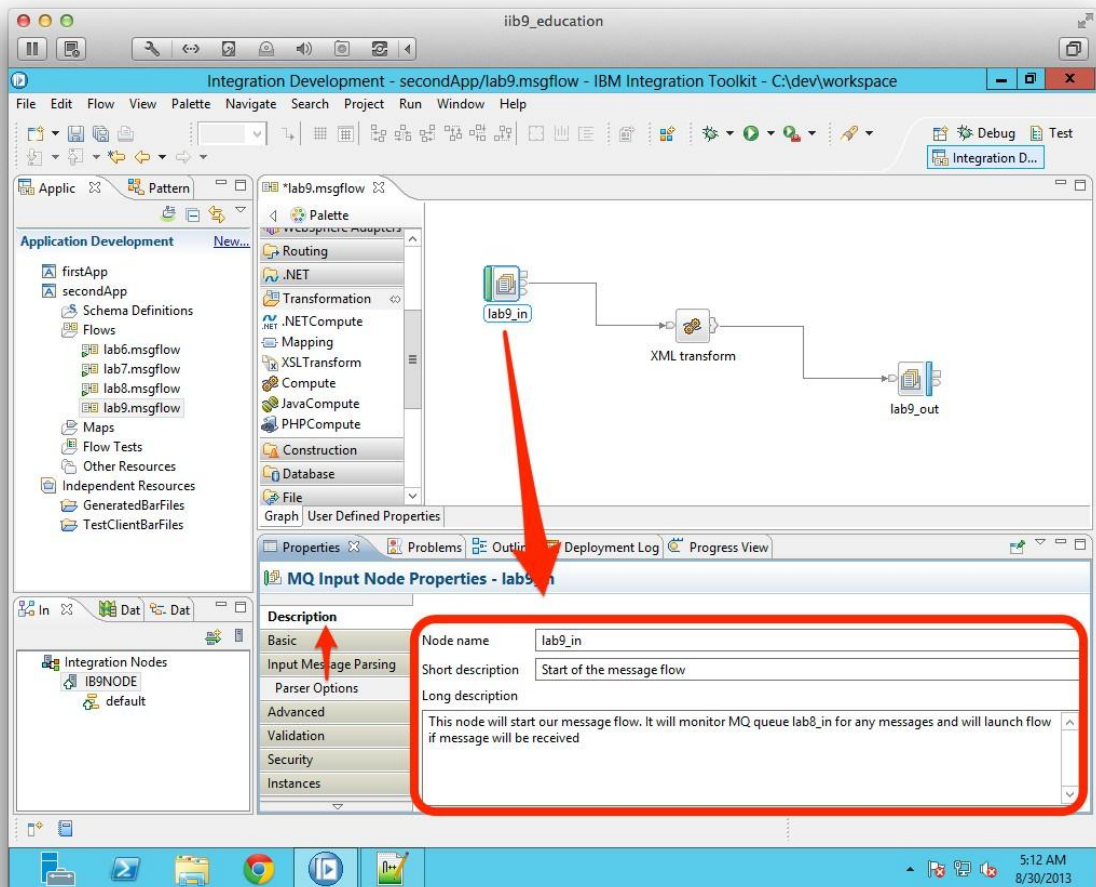 iib9_education
Integration Development - secondApp/lab9.msgflow - IBM Integration Toolkit - C:\dev\workspace
File Edit Flow View Palette Navigate Search Project Run Window Help
Debug Test
Integration D...
Applic Pattern
Application Development New...
firstApp
secondApp
Schema Definitions
Flows
lab6.msgflow
lab7.msgflow
lab8.msgflow
lab9.msgflow
Maps
Flow Tests
Other Resources
Independent Resources
GeneratedBarFiles
TestClientBarFiles
*lab9.msgflow
Palette
WebSphere Adapters
Routing
.NET
Transformation
.NETCompute
Mapping
XSLTransform
Compute
JavaCompute
PHPCompute
Construction
Database
File
Graph User Defined Properties
lab9_in
XML transform
lab9_out
In Dat Dat
Integration Nodes
IB9NODE
default
Properties Problems Outlin Deployment Log Progress View
MQ Input Node Properties - lab9_in
Description
Basic
Input Message Parsing
Parser Options
Advanced
Validation
Security
Instances
Node name lab9_in
Short description Start of the message flow
Long description
This node will start our message flow. It will monitor MQ queue lab8_in for any messages and will launch flow
if message will be received
5:12 AM
8/30/2013